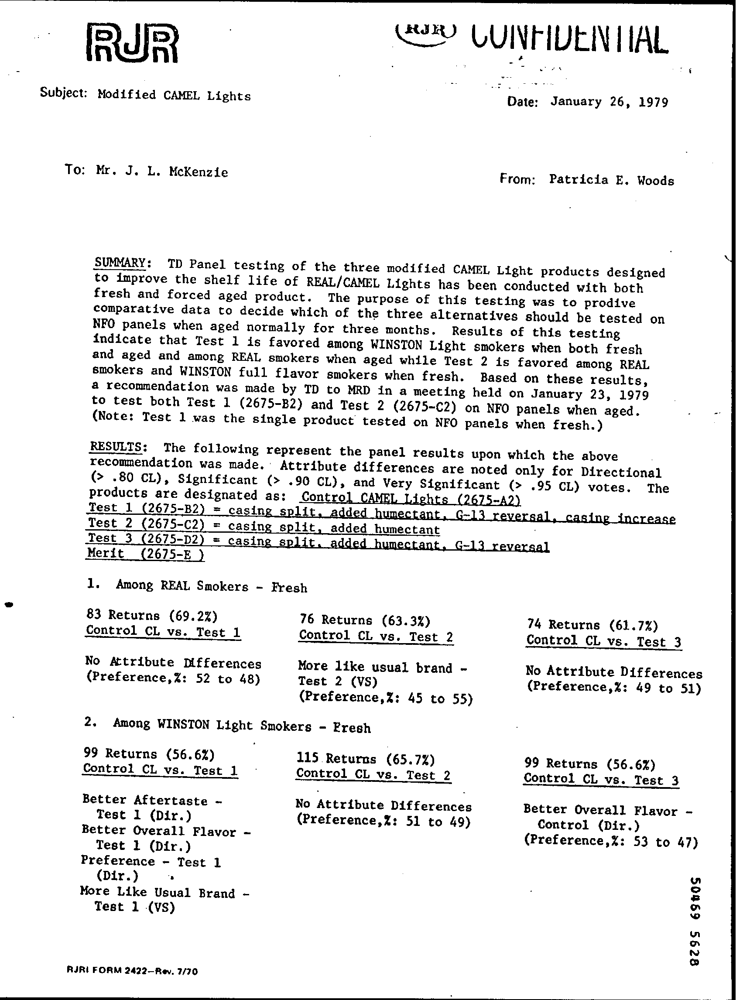 RJR
(RJR) CONFIDENTIAL
Subject: Modified CAMEL Lights
Date: January 26, 1979
To: Mr. J. L. McKenzie
From: Patricia E. Woods
SUMMARY: TD Panel testing of the three modified CAMEL Light products designed
to improve the shelf life of REAL/CAMEL Lights has been conducted with both
fresh and forced aged product. The purpose of this testing was to prodive
comparative data to decide which of the three alternatives should be tested on
NFO panels when aged normally for three months. Results of this testing
indicate that Test 1 is favored among WINSTON Light smokers when both fresh
and aged and among REAL smokers when aged while Test 2 is favored among REAL
smokers and WINSTON full flavor smokers when fresh. Based on these results,
a recommendation was made by TD to MRD in a meeting held on January 23, 1979
to test both Test 1 (2675-B2) and Test 2 (2675-C2) on NFO panels when aged.
(Note: Test 1 was the single product tested on NFO panels when fresh.)
RESULTS: The following represent the panel results upon which the above
recommendation was made. Attribute differences are noted only for Directional
(> .80 CL), Significant (> .90 CL), and Very Significant (> .95 CL) votes. The
products are designated as: Control CAMEL Lights (2675-A2)
Test 1 (2675-B2) = casing split, added humectant, G-13 reversal, casing increase
Test 2 (2675-C2) = casing split, added humectant
Test 3 (2675-D2) = casing split, added humectant, G-13 reversal
Merit (2675-E )
1. Among REAL Smokers - Fresh
83 Returns (69.2%)
Control CL vs. Test 1
No Attribute Differences
(Preference,%: 52 to 48)
76 Returns (63.3%)
Control CL vs. Test 2
More like usual brand -
Test 2 (VS)
(Preference,%: 45 to 55)
74 Returns (61.7%)
Control CL vs. Test 3
No Attribute Differences
(Preference,%: 49 to 51)
2. Among WINSTON Light Smokers - Fresh
99 Returns (56.6%)
Control CL vs. Test 1
Better Aftertaste -
Test 1 (Dir.)
Better Overall Flavor -
Test 1 (Dir.)
Preference - Test 1
(Dir.)
More Like Usual Brand -
Test 1 (VS)
115 Returns (65.7%)
Control CL vs. Test 2
No Attribute Differences
(Preference,%: 51 to 49)
99 Returns (56.6%)
Control CL vs. Test 3
Better Overall Flavor -
Control (Dir.)
(Preference,%: 53 to 47)
50469 5628
RJRI FORM 2422—Rev. 7/70